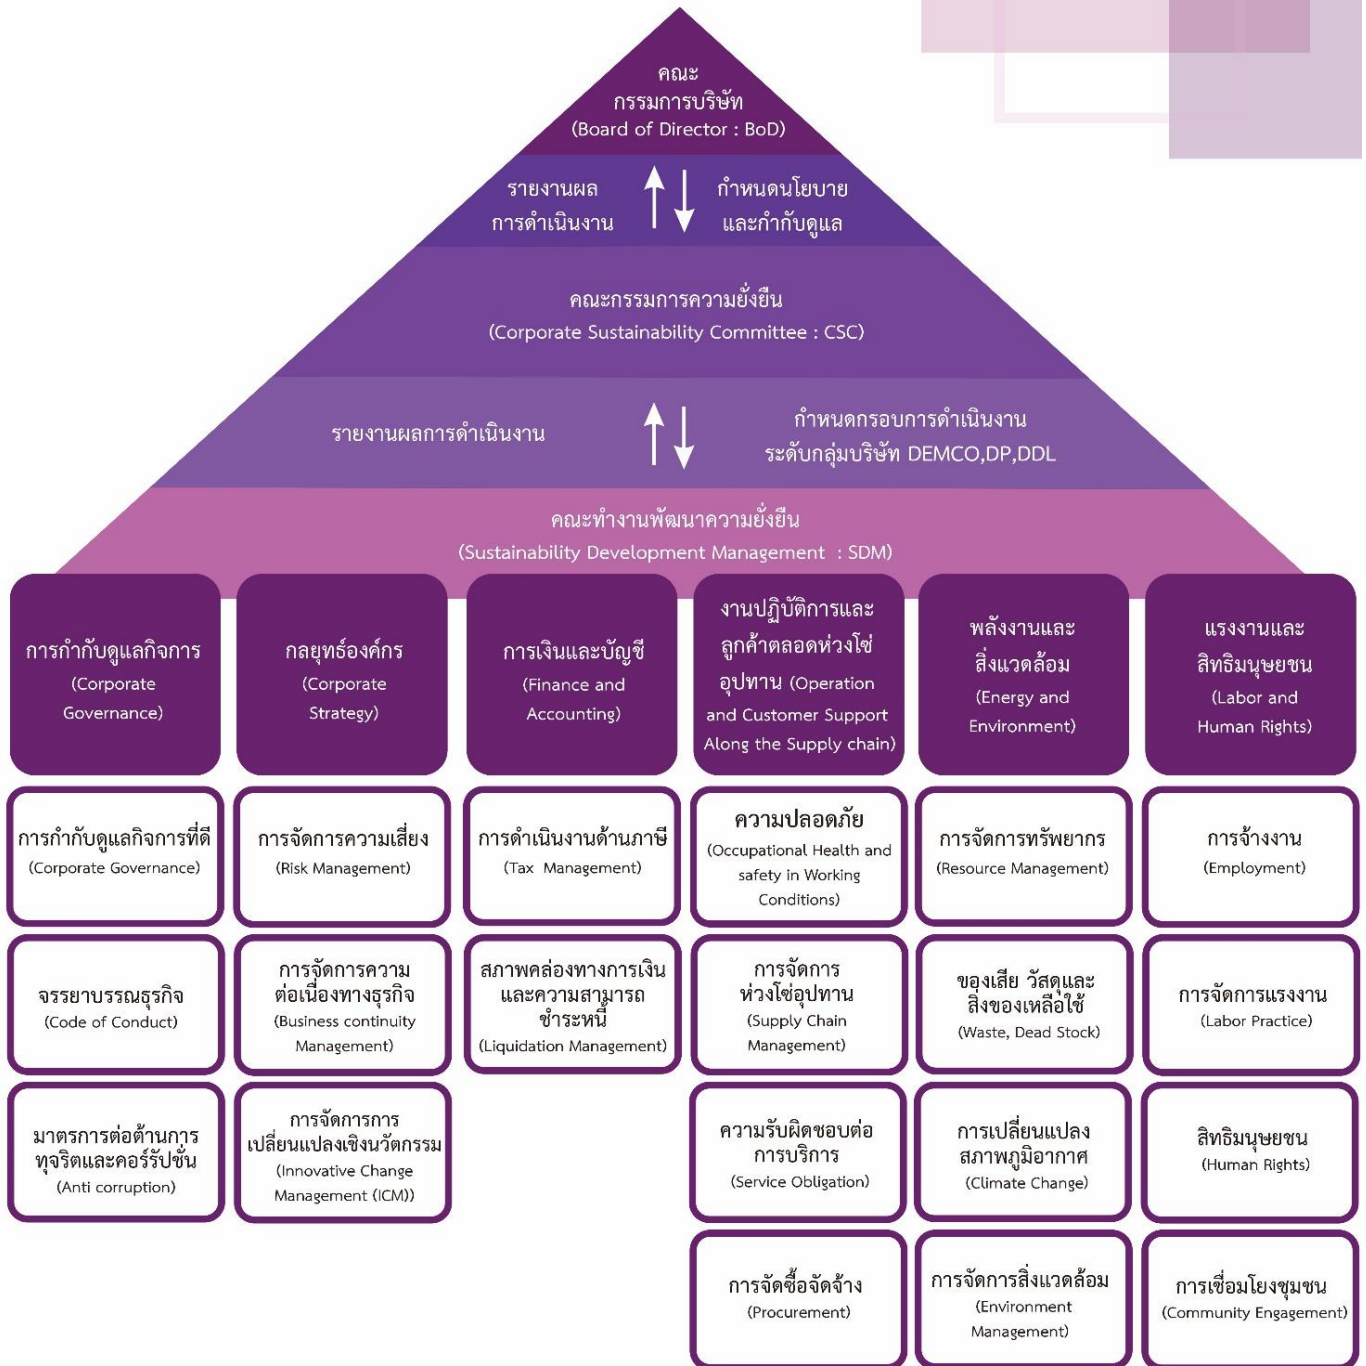 คณะ
กรรมการบริษัท
(Board of Director : BoD)
รายงานผล
การดำเนินงาน
กำหนดนโยบาย
และกำกับดูแล
คณะกรรมการความยั่งยืน
(Corporate Sustainability Committee : CSC)
รายงานผลการดำเนินงาน
กำหนดกรอบการดำเนินงาน
ระดับกลุ่มบริษัท DEMCO,DP,DDL
คณะทำงานพัฒนาความยั่งยืน
(Sustainability Development Management : SDM)
การกำกับดูแลกิจการ
(Corporate
Governance)
กลยุทธ์องค์กร
(Corporate
Strategy)
การเงินและบัญชี
(Finance and
Accounting)
งานปฏิบัติการและ
ลูกค้าตลอดห่วงโซ่
อุปทาน (Operation
and Customer Support
Along the Supply chain)
พลังงานและ
สิ่งแวดล้อม
(Energy and
Environment)
แรงงานและ
สิทธิมนุษยชน
(Labor and
Human Rights)
การกำกับดูแลกิจการที่ดี
(Corporate Governance)
การจัดการความเสี่ยง
(Risk Management)
การดำเนินงานด้านภาษี
(Tax Management)
ความปลอดภัย
(Occupational Health and
safety in Working
Conditions)
การจัดการทรัพยากร
(Resource Management)
การจ้างงาน
(Employment)
จรรยาบรรณธุรกิจ
(Code of Conduct)
การจัดการความ
ต่อเนื่องทางธุรกิจ
(Business continuity
Management)
สภาพคล่องทางการเงิน
และความสามารถ
ชำระหนี้
(Liquidation Management)
การจัดการ
ห่วงโซ่อุปทาน
(Supply Chain
Management)
ของเสีย วัสดุและ
สิ่งของเหลือใช้
(Waste, Dead Stock)
การจัดการแรงงาน
(Labor Practice)
มาตรการต่อต้านการ
ทุจริตและคอร์รัปชั่น
(Anti corruption)
การจัดการการ
เปลี่ยนแปลงเชิงนวัตกรรม
(Innovative Change
Management (ICM))
ความรับผิดชอบต่อ
การบริการ
(Service Obligation)
การเปลี่ยนแปลง
สภาพภูมิอากาศ
(Climate Change)
สิทธิมนุษยชน
(Human Rights)
การจัดซื้อจัดจ้าง
(Procurement)
การจัดการสิ่งแวดล้อม
(Environment
Management)
การเชื่อมโยงชุมชน
(Community Engagement)